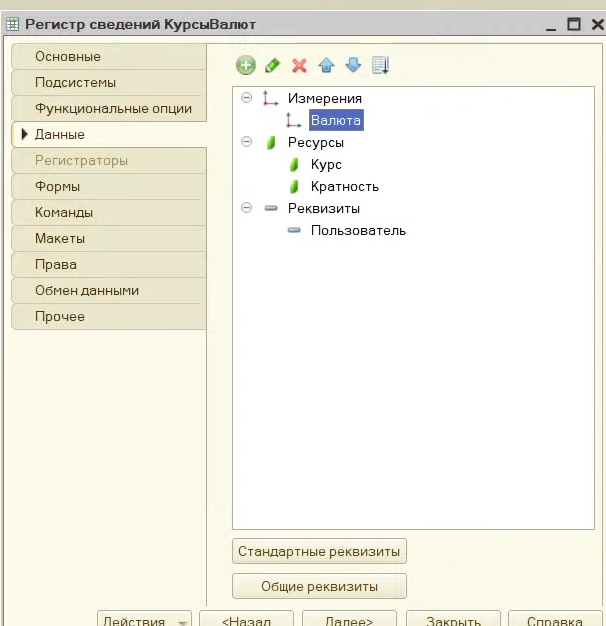 Регистр сведений КурсыВалют
Основные
Подсистемы
Функциональные опции
Данные
Регистраторы
Формы
Команды
Макеты
Права
Обмен данными
Прочее
Измерения
Валюта
Ресурсы
Курс
Кратность
Реквизиты
Пользователь
Стандартные реквизиты
Общие реквизиты
Действия <Назад Далее> Закрыть Справка